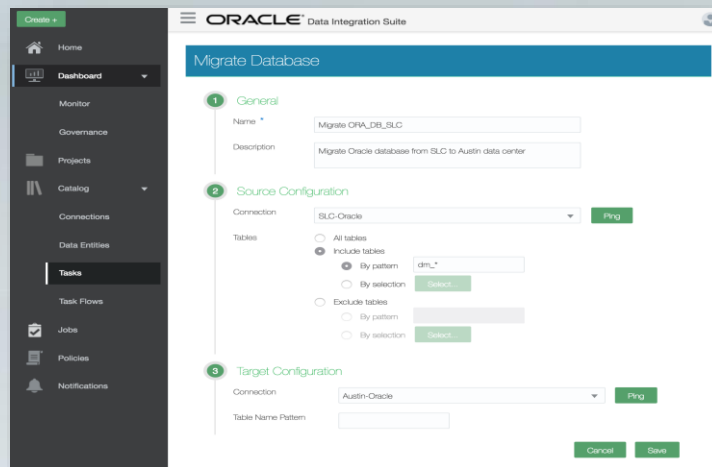 Create +
Home
Dashboard
Monitor
Governance
Projects
Catalog
Connections
Data Entities
Tasks
Task Flows
Jobs
Policies
Notifications
ORACLE® Data Integration Suite
Migrate Database
1 General
Name * Migrate ORA_DB_SLC
Description Migrate Oracle database from SLC to Austin data center
2 Source Configuration
Connection SLC-Oracle Ping
Tables All tables
Include tables
By pattern dm_*
By selection Select...
Exclude tables
By pattern
By selection Select...
3 Target Configuration
Connection Austin-Oracle Ping
Table Name Pattern
Cancel Save